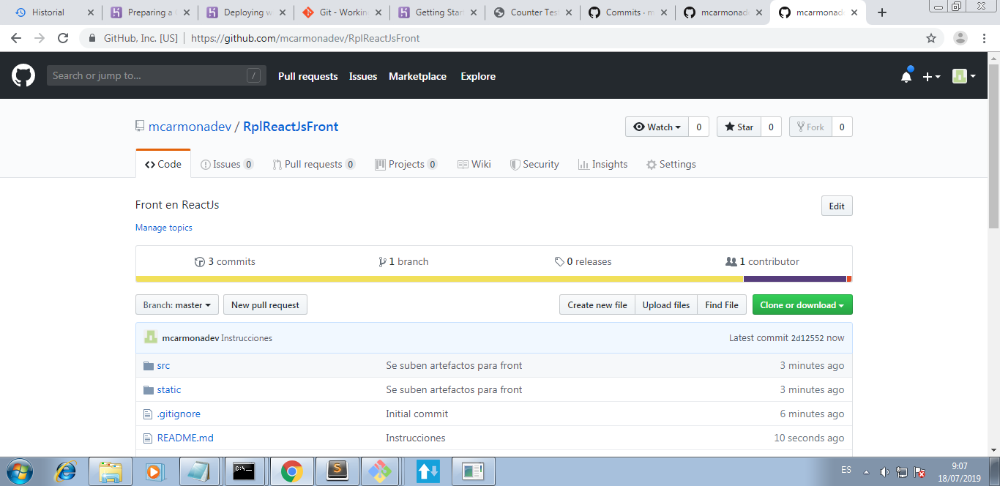 Historial
Preparing a
Deploying w
Git - Workin
Getting Star
Counter Test
Commits · m
mcarmonad
mcarmonad
GitHub, Inc. [US] https://github.com/mcarmonadev/RplReactJsFront
Search or jump to... /
Pull requests Issues Marketplace Explore
mcarmonadev / RplReactJsFront
Watch 0 Star 0 Fork 0
Code Issues 0 Pull requests 0 Projects 0 Wiki Security Insights Settings
Front en ReactJs
Edit
Manage topics
3 commits 1 branch 0 releases 1 contributor
Branch: master New pull request Create new file Upload files Find File Clone or download
mcarmonadev Instrucciones Latest commit 2d12552 now
src Se suben artefactos para front 3 minutes ago
static Se suben artefactos para front 3 minutes ago
.gitignore Initial commit 6 minutes ago
README.md Instrucciones 10 seconds ago
C:\
S
ES
9:07
18/07/2019